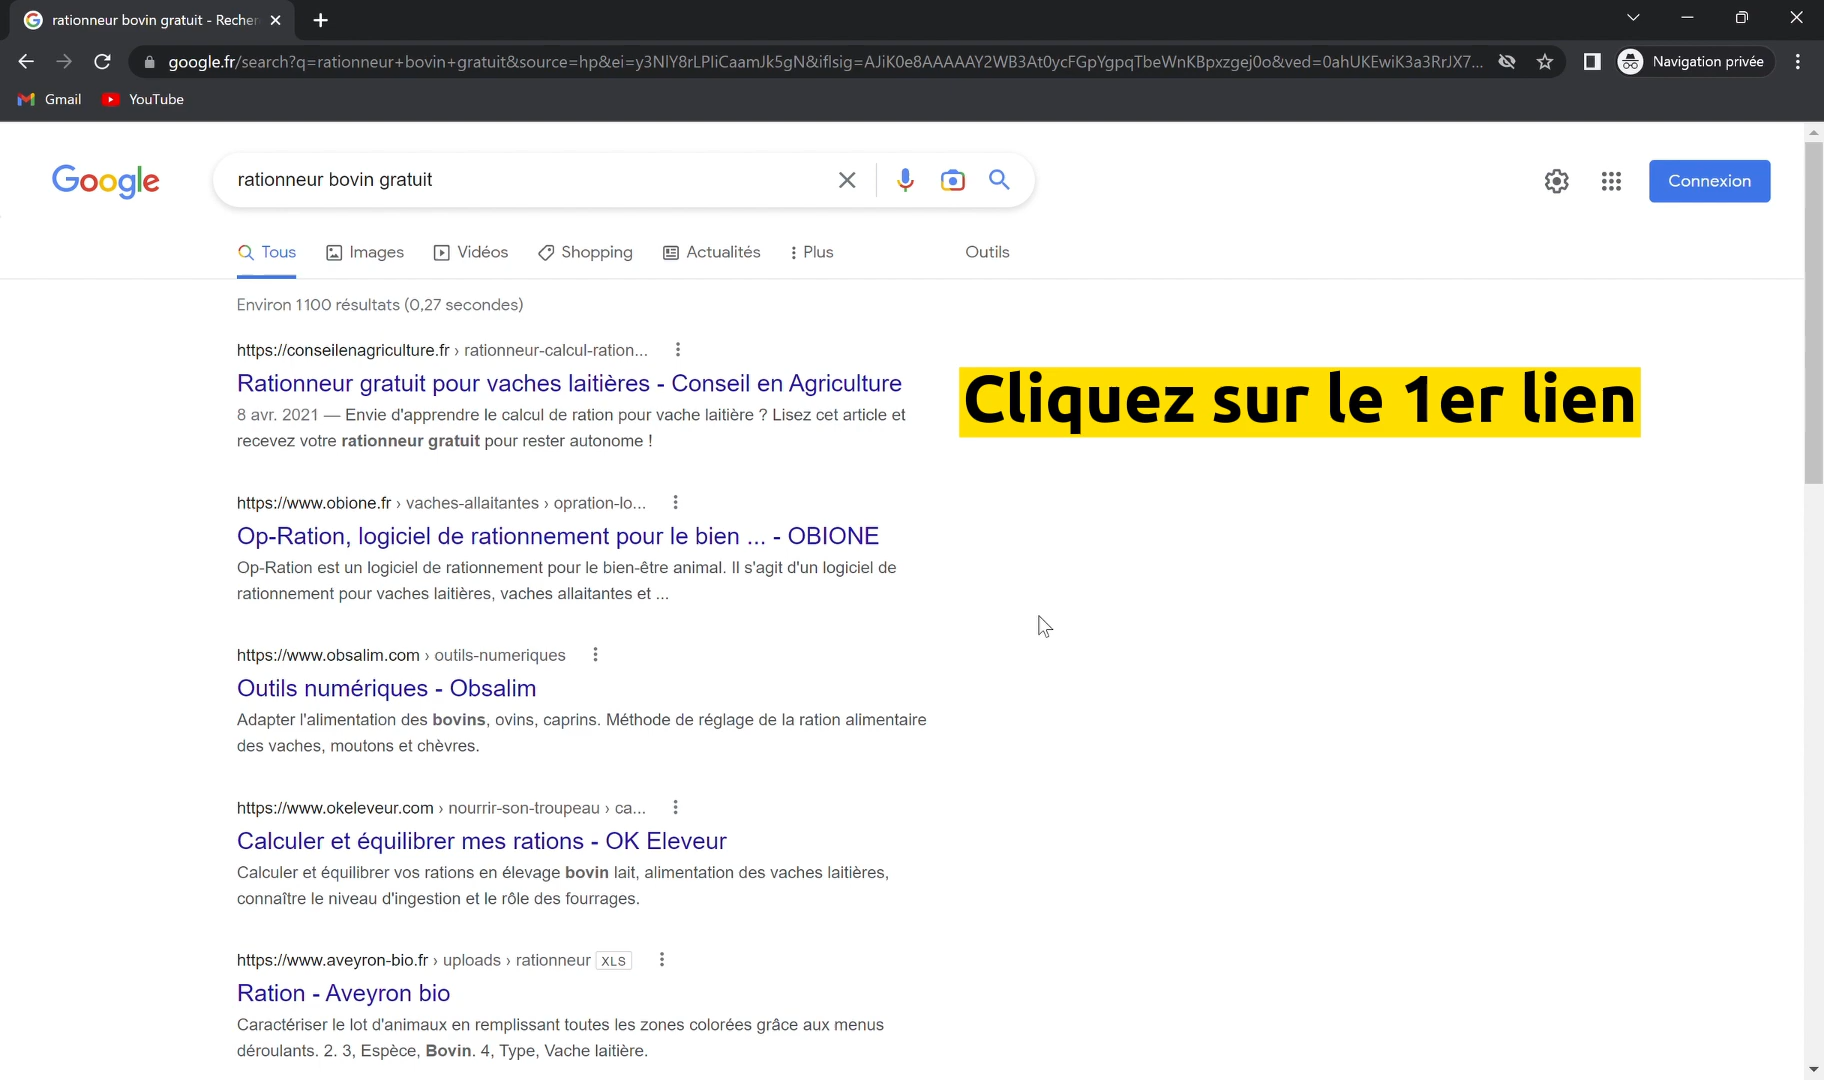 rationneur bovin gratuit - Recher
google.fr/search?q=rationneur+bovin+gratuit&source=hp&ei=y3NlY8rLPIiCaamJk5gN&iflsig=AJiK0e8AAAAAY2WB3At0ycFGpYgpqTbeWnKBpxzgej0o&ved=0ahUKEwiK3a3RrJX7...
Navigation privée
Gmail
YouTube
Google
rationneur bovin gratuit
Connexion
Tous
Images
Vidéos
Shopping
Actualités
Plus
Outils
Environ 1 100 résultats (0,27 secondes)
https://conseilenagriculture.fr › rationneur-calcul-ration...
Rationneur gratuit pour vaches laitières - Conseil en Agriculture
8 avr. 2021 — Envie d'apprendre le calcul de ration pour vache laitière ? Lisez cet article et
recevez votre rationneur gratuit pour rester autonome !
Cliquez sur le 1er lien
https://www.obione.fr › vaches-allaitantes › opration-lo...
Op-Ration, logiciel de rationnement pour le bien ... - OBIONE
Op-Ration est un logiciel de rationnement pour le bien-être animal. Il s'agit d'un logiciel de
rationnement pour vaches laitières, vaches allaitantes et ...
https://www.obsalim.com › outils-numeriques
Outils numériques - Obsalim
Adapter l'alimentation des bovins, ovins, caprins. Méthode de réglage de la ration alimentaire
des vaches, moutons et chèvres.
https://www.okeleveur.com › nourrir-son-troupeau › ca...
Calculer et équilibrer mes rations - OK Eleveur
Calculer et équilibrer vos rations en élevage bovin lait, alimentation des vaches laitières,
connaître le niveau d'ingestion et le rôle des fourrages.
https://www.aveyron-bio.fr › uploads › rationneur XLS
Ration - Aveyron bio
Caractériser le lot d'animaux en remplissant toutes les zones colorées grâce aux menus
déroulants. 2. 3, Espèce, Bovin. 4, Type, Vache laitière.